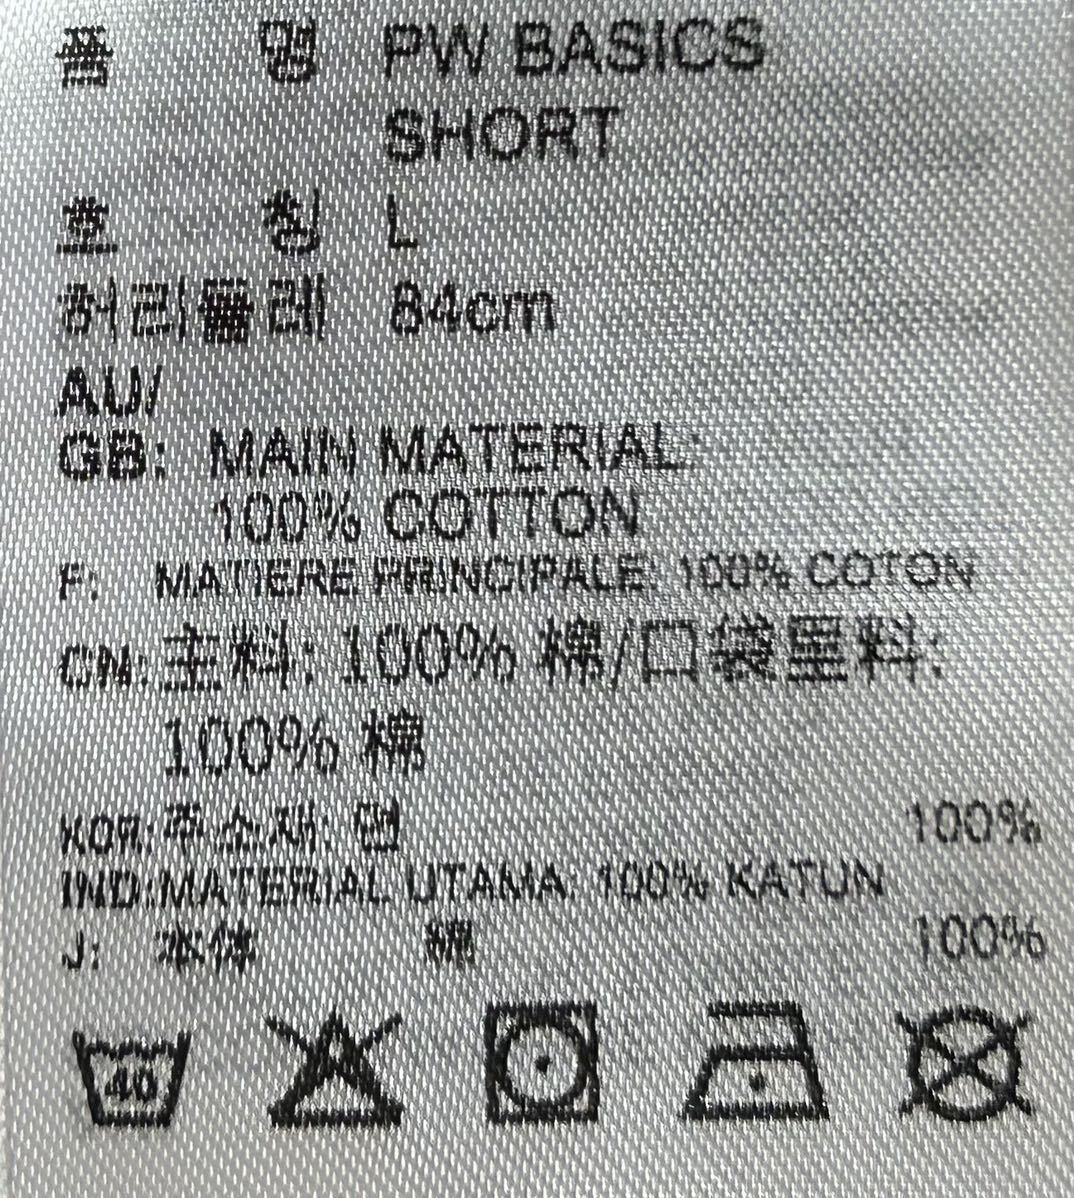 품 명 PW BASICS
SHORT
호 칭 L
허리둘레 84cm
AU/
GB: MAIN MATERIAL:
100% COTTON
F: MATIERE PRINCIPALE: 100% COTON
CN: 主料: 100% 棉/口袋里料:
100% 棉
KOR: 주소재: 면 100%
IND:MATERIAL UTAMA: 100% KATUN
J: 本体 綿 100%
40